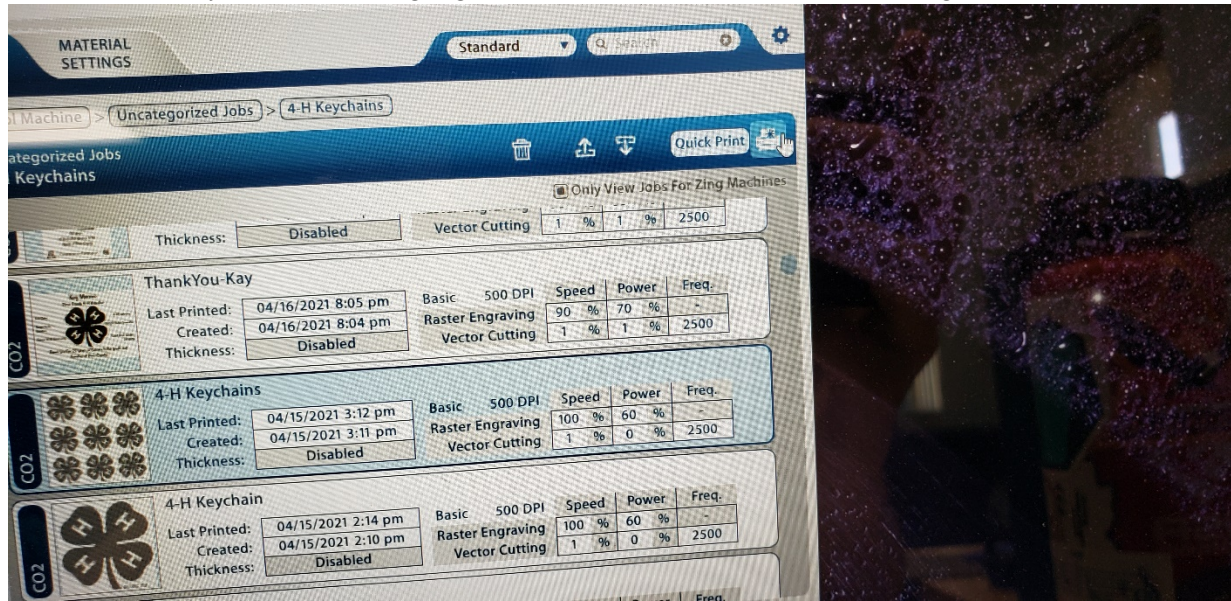 MATERIAL
SETTINGS
Standard
Search
Machine > Uncategorized Jobs > 4-H Keychains
Jobs
Keychains
Quick Print
Only View Jobs For Zing Machines
Thickness: Disabled
Vector Cutting 1 % 1 % 2500
ThankYou-Kay
Last Printed: 04/16/2021 8:05 pm
Created: 04/16/2021 8:04 pm
Thickness: Disabled
Basic 500 DPI Speed Power Freq.
Raster Engraving 90 % 70 % -
Vector Cutting 1 % 1 % 2500
CO2
4-H Keychains
Last Printed: 04/15/2021 3:12 pm
Created: 04/15/2021 3:11 pm
Thickness: Disabled
Basic 500 DPI Speed Power Freq.
Raster Engraving 100 % 60 % -
Vector Cutting 1 % 0 % 2500
CO2
4-H Keychain
Last Printed: 04/15/2021 2:14 pm
Created: 04/15/2021 2:10 pm
Thickness: Disabled
Basic 500 DPI Speed Power Freq.
Raster Engraving 100 % 60 % -
Vector Cutting 1 % 0 % 2500
CO2
H H
H H
Freq.